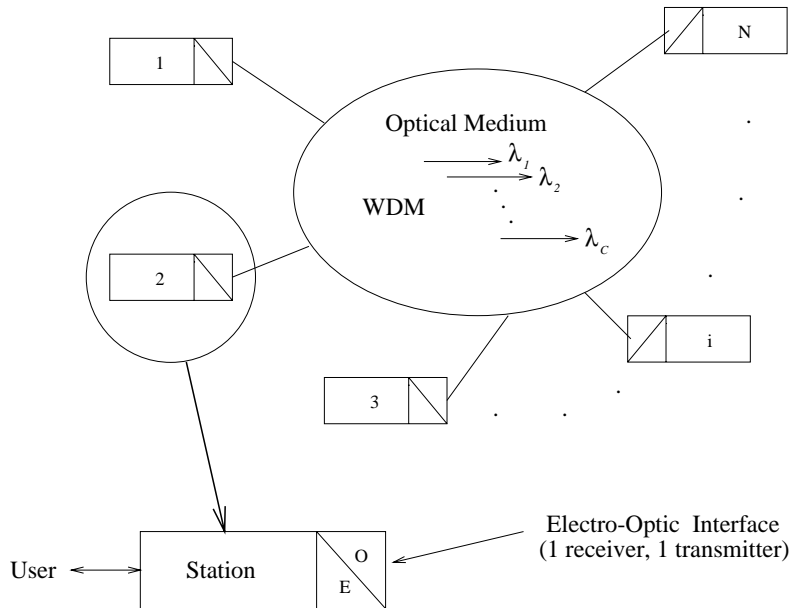 N
1
Optical Medium
λ1
λ2
WDM
λC
2
i
3
Electro-Optic Interface
(1 receiver, 1 transmitter)
O
User
Station
E